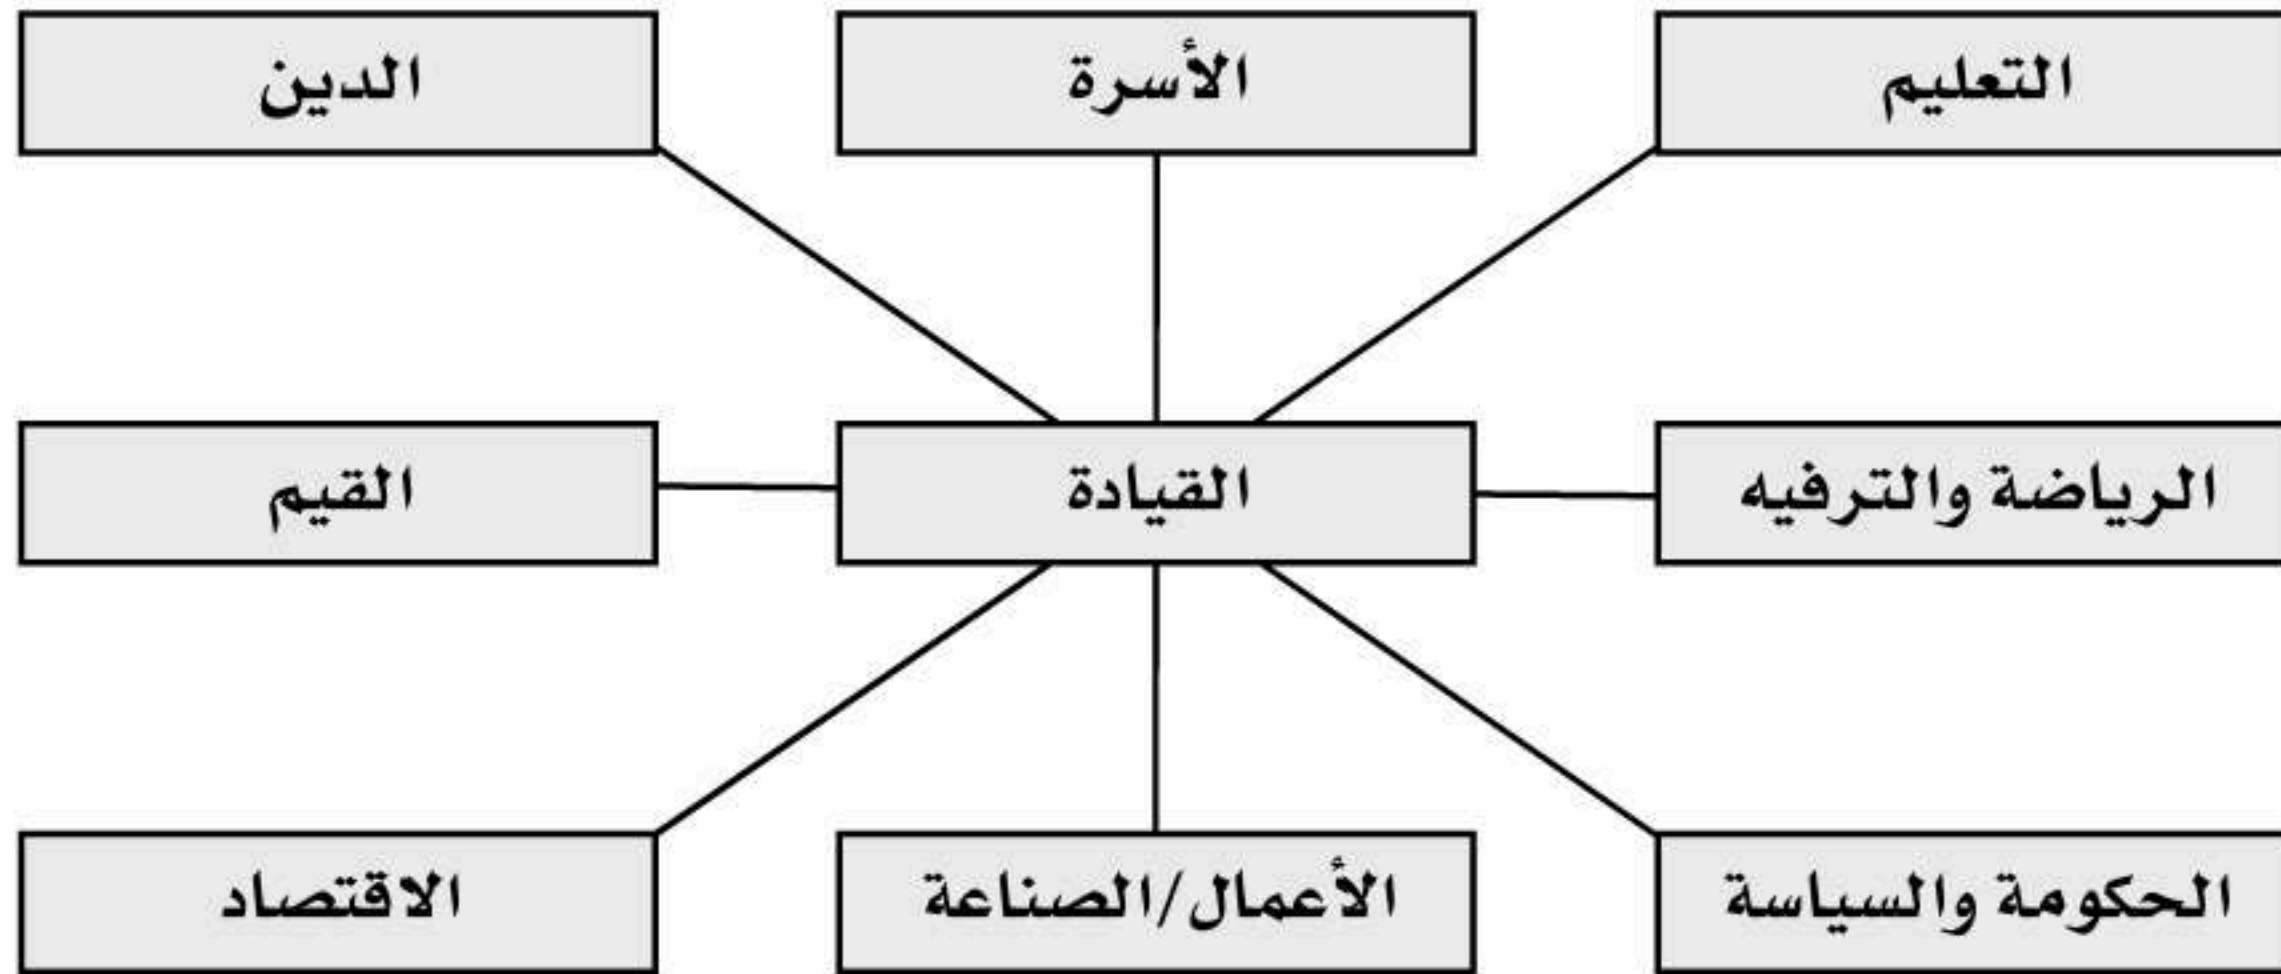 التعليم
الأسرة
الدين
الرياضة والترفيه
القيادة
القيم
الحكومة والسياسة
الأعمال/الصناعة
الاقتصاد